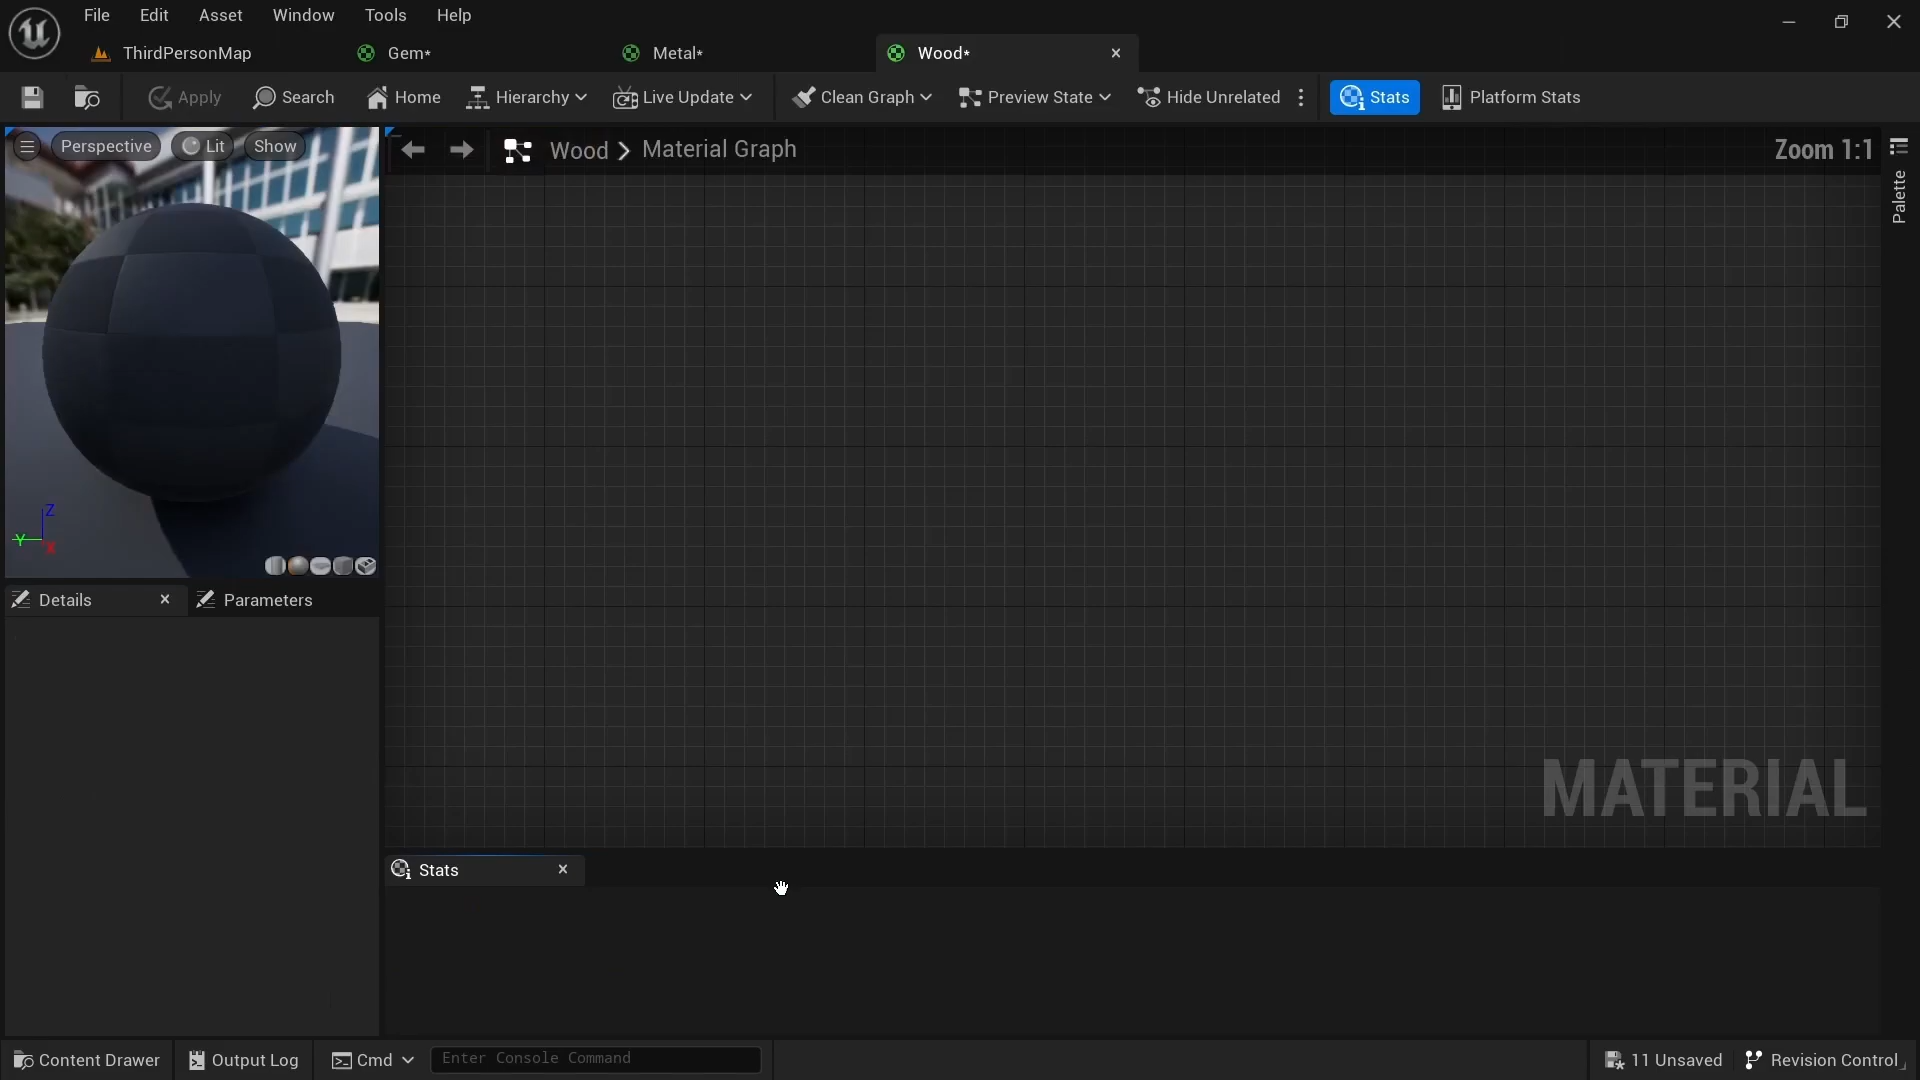 File Edit Asset Window Tools Help
ThirdPersonMap Gem* Metal* Wood*
Apply Search Home Hierarchy Live Update Clean Graph Preview State Hide Unrelated Stats Platform Stats
Perspective Lit Show
Wood > Material Graph
Zoom 1:1
Palette
Z
Y
X
MATERIAL
Details Parameters
Stats
Content Drawer Output Log Cmd Enter Console Command 11 Unsaved Revision Control